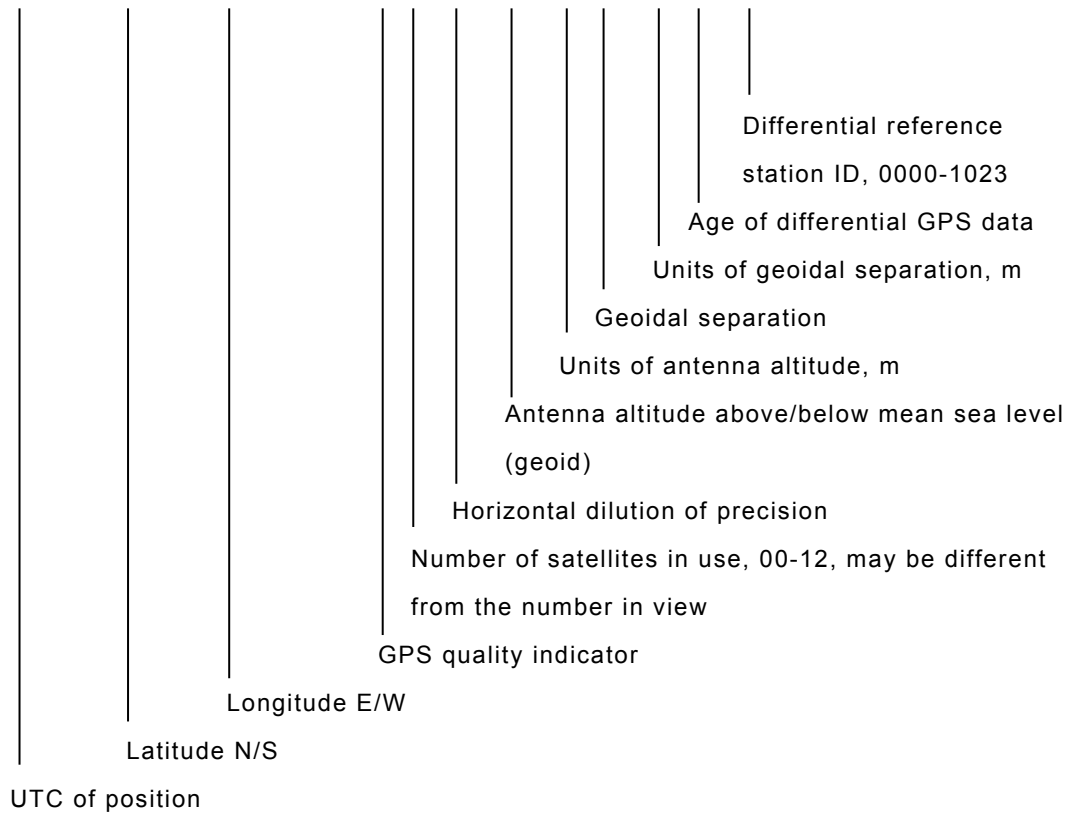 Differential reference
station ID, 0000-1023
Age of differential GPS data
Units of geoidal separation, m
Geoidal separation
Units of antenna altitude, m
Antenna altitude above/below mean sea level
(geoid)
Horizontal dilution of precision
Number of satellites in use, 00-12, may be different
from the number in view
GPS quality indicator
Longitude E/W
Latitude N/S
UTC of position